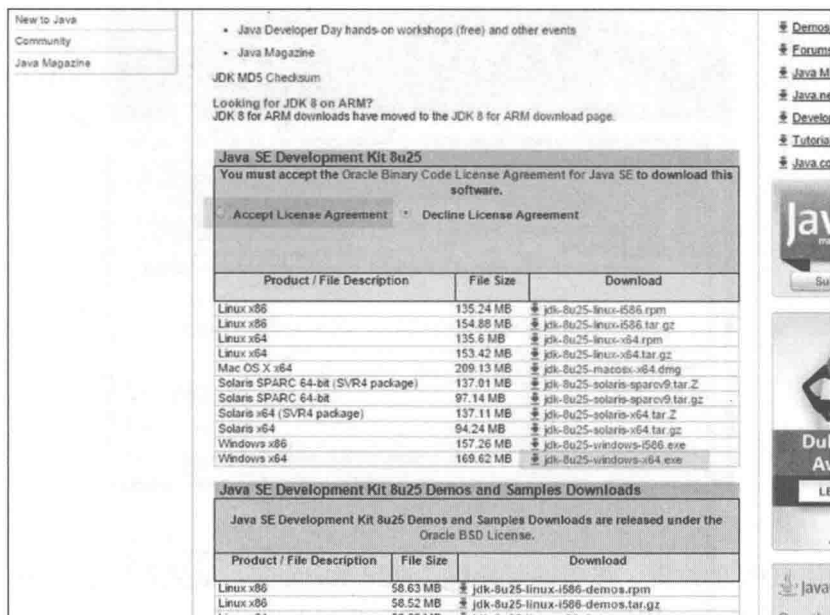 New to Java
Community
Java Magazine
Java Developer Day hands-on workshops (free) and other events
Java Magazine
JDK MD5 Checksum
Looking for JDK 8 on ARM?
JDK 8 for ARM downloads have moved to the JDK 8 for ARM download page.
Java SE Development Kit 8u25
You must accept the Oracle Binary Code License Agreement for Java SE to download this
software.
Accept License Agreement Decline License Agreement
Product / File Description File Size Download
Linux x86 135.24 MB jdk-8u25-linux-i586.rpm
Linux x86 154.88 MB jdk-8u25-linux-i586.tar.gz
Linux x64 135.6 MB jdk-8u25-linux-x64.rpm
Linux x64 153.42 MB jdk-8u25-linux-x64.tar.gz
Mac OS X x64 209.13 MB jdk-8u25-macosx-x64.dmg
Solaris SPARC 64-bit (SVR4 package) 137.01 MB jdk-8u25-solaris-sparcv9.tar.Z
Solaris SPARC 64-bit 97.14 MB jdk-8u25-solaris-sparcv9.tar.gz
Solaris x64 (SVR4 package) 137.11 MB jdk-8u25-solaris-x64.tar.Z
Solaris x64 94.24 MB jdk-8u25-solaris-x64.tar.gz
Windows x86 157.26 MB jdk-8u25-windows-i586.exe
Windows x64 169.62 MB jdk-8u25-windows-x64.exe
Java SE Development Kit 8u25 Demos and Samples Downloads
Java SE Development Kit 8u25 Demos and Samples Downloads are released under the
Oracle BSD License.
Product / File Description File Size Download
Linux x86 58.63 MB jdk-8u25-linux-i586-demos.rpm
Linux x86 58.52 MB jdk-8u25-linux-i586-demos.tar.gz
Demos
Forums
Java M
Java.ne
Develop
Tutoria
Java.co
Jav
Su
Du
Av
LE
Java